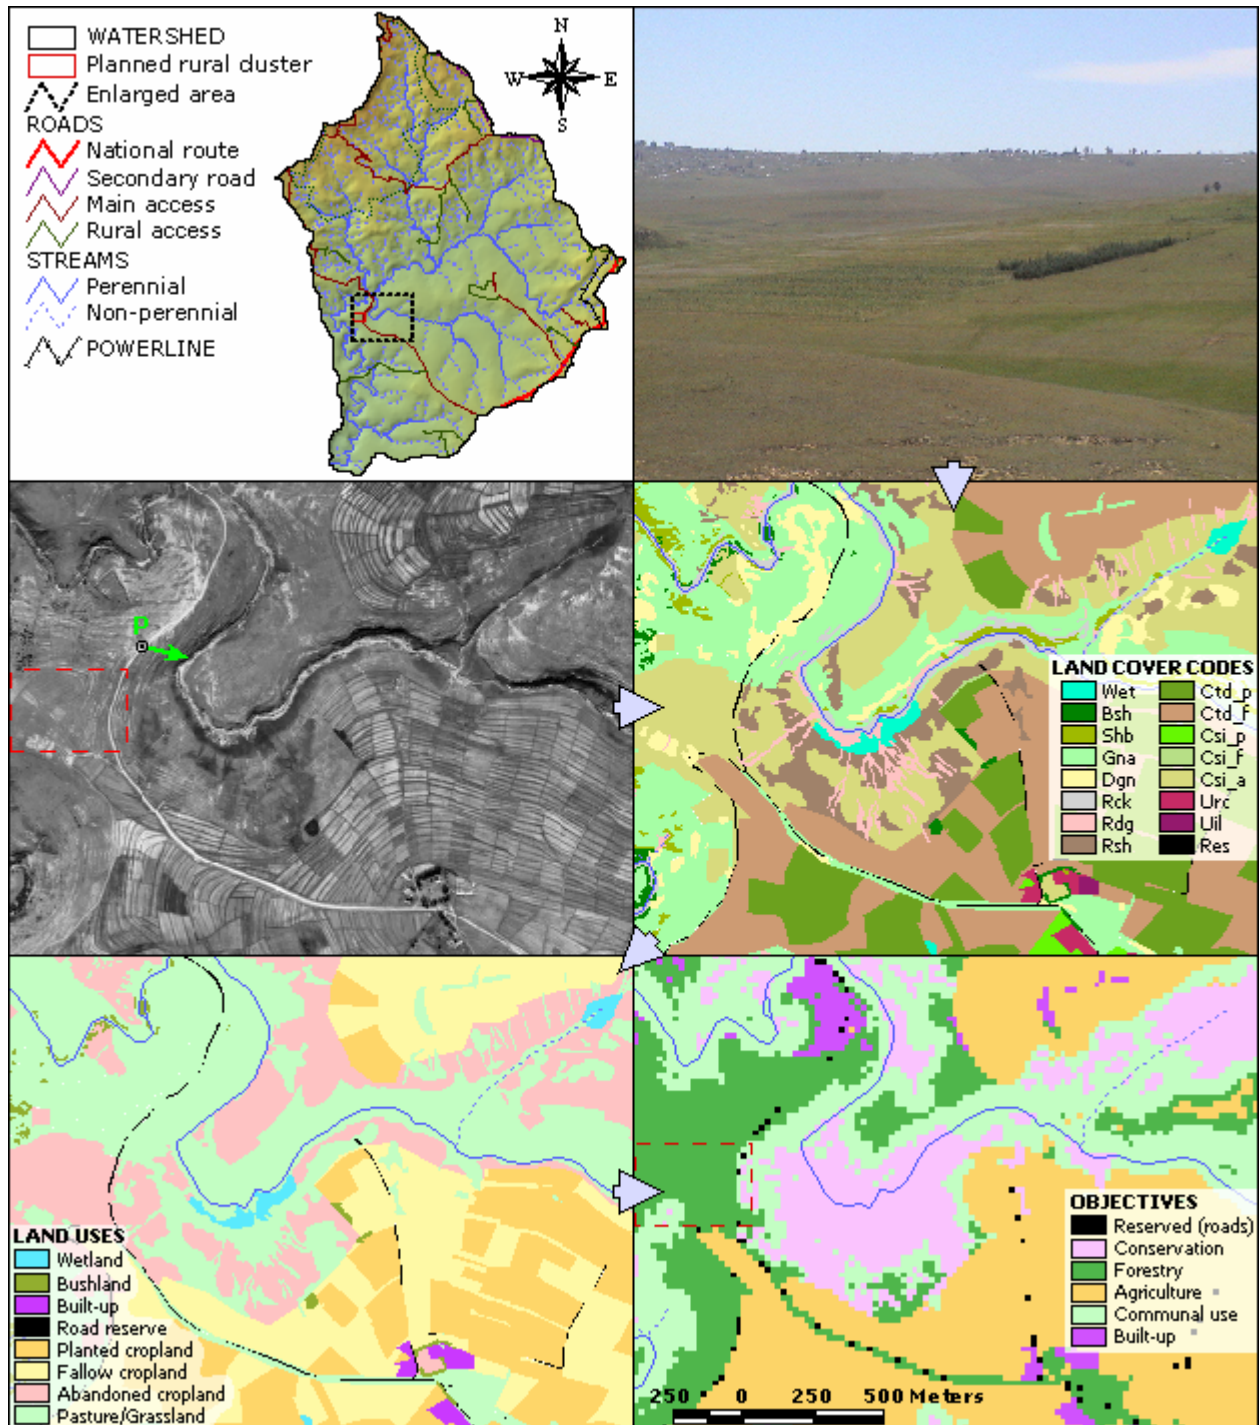 WATERSHED
Planned rural cluster
Enlarged area
ROADS
National route
Secondary road
Main access
Rural access
STREAMS
Perennial
Non-perennial
POWERLINE
N
W E
S
P
LAND COVER CODES
Wet Ctd_p
Bsh Ctd_f
Shb Csi_p
Gna Csi_f
Dgn Csi_a
Rck Urc
Rdg Uil
Rsh Res
LAND USES
Wetland
Bushland
Built-up
Road reserve
Planted cropland
Fallow cropland
Abandoned cropland
Pasture/Grassland
OBJECTIVES
Reserved (roads)
Conservation
Forestry
Agriculture
Communal use
Built-up
250 0 250 500 Meters